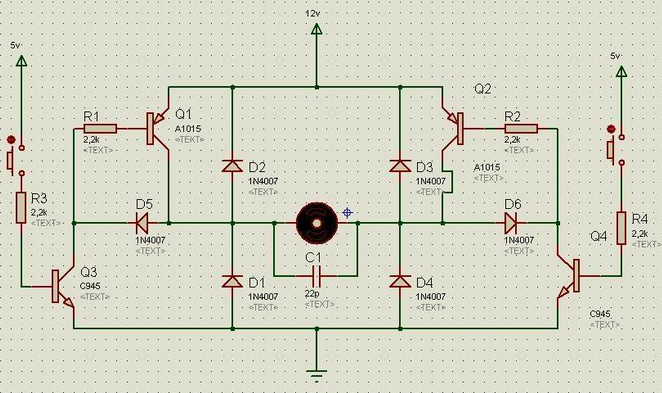 12v
5v
5v
Q2
R1
2,2k
<TEXT>
Q1
A1015
<TEXT>
R2
2,2k
<TEXT>
D2
1N4007
<TEXT>
D3
1N4007
<TEXT>
A1015
<TEXT>
R3
2,2k
<TEXT>
D5
1N4007
<TEXT>
D6
1N4007
<TEXT>
R4
2,2k
<TEXT>
Q4
Q3
C945
<TEXT>
D1
1N4007
<TEXT>
C1
22p
<TEXT>
D4
1N4007
<TEXT>
C945
<TEXT>